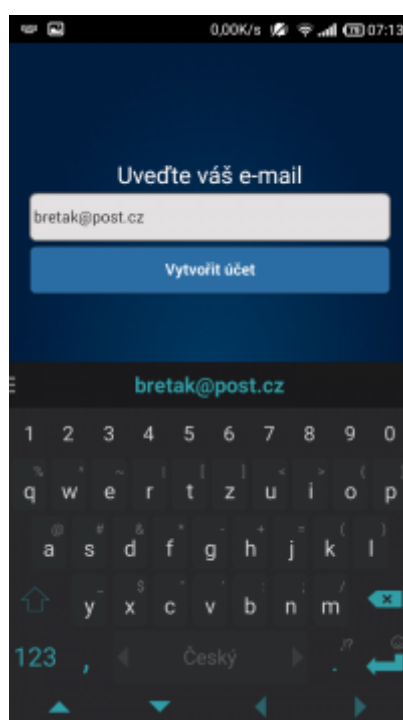 0,00K/s 78 07:13
Uveďte váš e-mail
bretak@post.cz
Vytvořit účet
bretak@post.cz
1 2 3 4 5 6 7 8 9 0
q w e r t z u i o p
a s d f g h j k l
y x c v b n m
123 , Český .